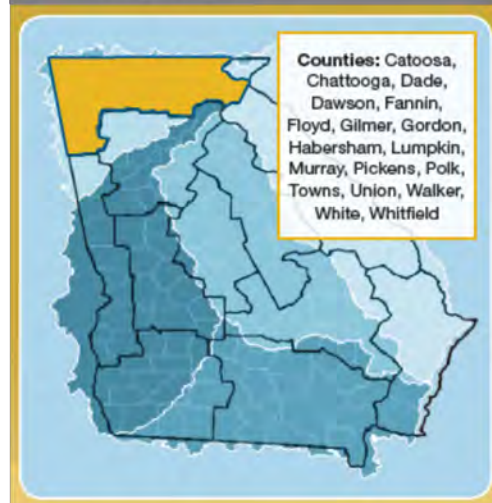 Counties: Catoosa,
Chattooga, Dade,
Dawson, Fannin,
Floyd, Gilmer, Gordon,
Habersham, Lumpkin,
Murray, Pickens, Polk,
Towns, Union, Walker,
White, Whitfield